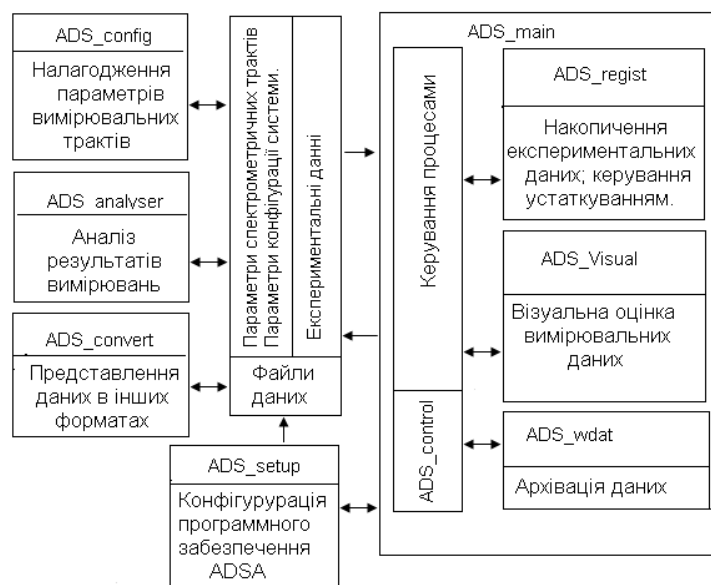 ADS_config
Налагодження
параметрів
вимірювальних
трактів
ADS_analyser
Аналіз
результатів
вимірювань
ADS_convert
Представлення
даних в інших
форматах
Параметри спектрометричних трактів
Параметри конфігурації системи.
Експериментальні данні
Файли
даних
ADS_setup
Конфігурурація
программного
забезпечення
ADSA
ADS_main
Керування процесами
ADS_control
ADS_regist
Накопичення
експериментальних
даних; керування
устаткуванням.
ADS_Visual
Візуальна оцінка
вимірювальних
даних
ADS_wdat
Архівація даних